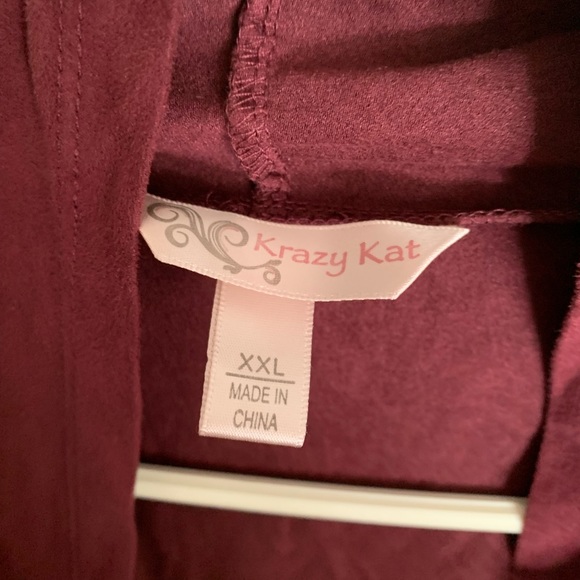 Krazy Kat
XXL
MADE IN
CHINA